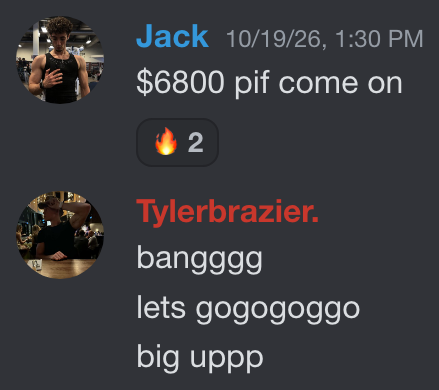 Jack 10/19/26, 1:30 PM
$6800 pif come on
🔥 2
Tylerbrazier.
bangggg
lets gogogoggo
big uppp